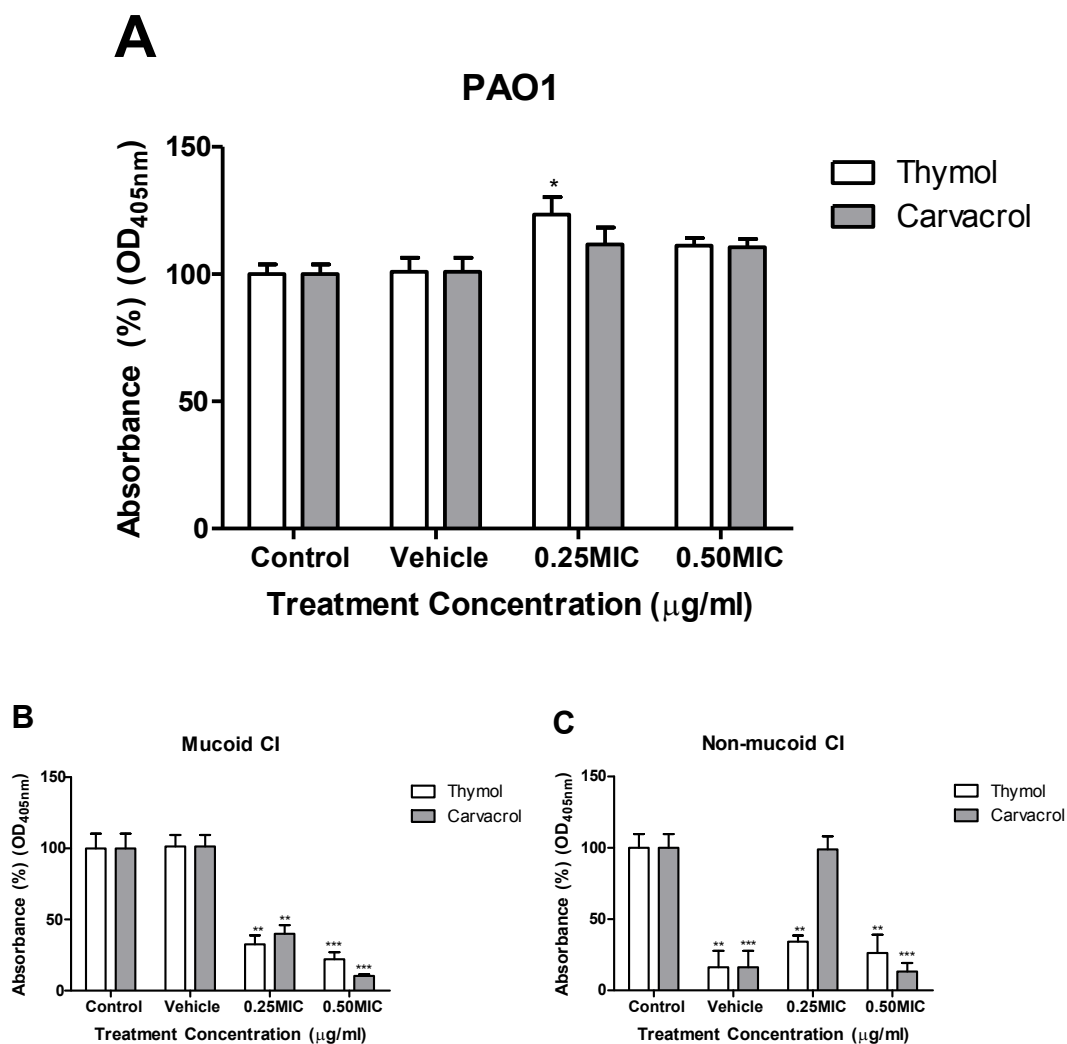 A
PAO1
Absorbance (%) (OD405nm)
150
100
50
0
*
Thymol
Carvacrol
Control Vehicle 0.25MIC 0.50MIC
Treatment Concentration (μg/ml)
B
Mucoid CI
Absorbance (%) (OD405nm)
150
100
50
0
** ** *** ***
Thymol
Carvacrol
Control Vehicle 0.25MIC 0.50MIC
Treatment Concentration (μg/ml)
C
Non-mucoid CI
Absorbance (%) (OD405nm)
150
100
50
0
** *** ** ** ***
Thymol
Carvacrol
Control Vehicle 0.25MIC 0.50MIC
Treatment Concentration (μg/ml)